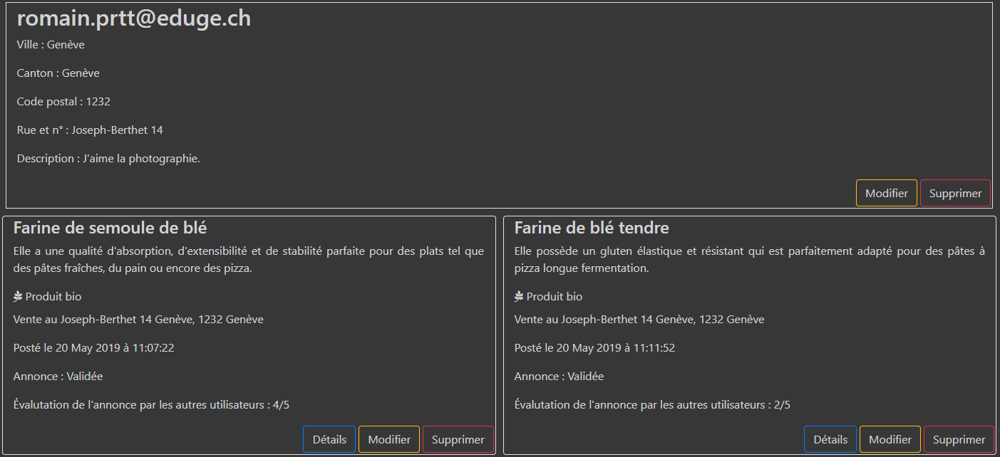 romain.prtt@eduge.ch
Ville : Genève
Canton : Genève
Code postal : 1232
Rue et n° : Joseph-Berthet 14
Description : J'aime la photographie.
Modifier
Supprimer
Farine de semoule de blé
Elle a une qualité d'absorption, d'extensibilité et de stabilité parfaite pour des plats tel que
des pâtes fraîches, du pain ou encore des pizza.
Produit bio
Vente au Joseph-Berthet 14 Genève, 1232 Genève
Posté le 20 May 2019 à 11:07:22
Annonce : Validée
Évalutation de l'annonce par les autres utilisateurs : 4/5
Détails
Modifier
Supprimer
Farine de blé tendre
Elle possède un gluten élastique et résistant qui est parfaitement adapté pour des pâtes à
pizza longue fermentation.
Produit bio
Vente au Joseph-Berthet 14 Genève, 1232 Genève
Posté le 20 May 2019 à 11:11:52
Annonce : Validée
Évalutation de l'annonce par les autres utilisateurs : 2/5
Détails
Modifier
Supprimer